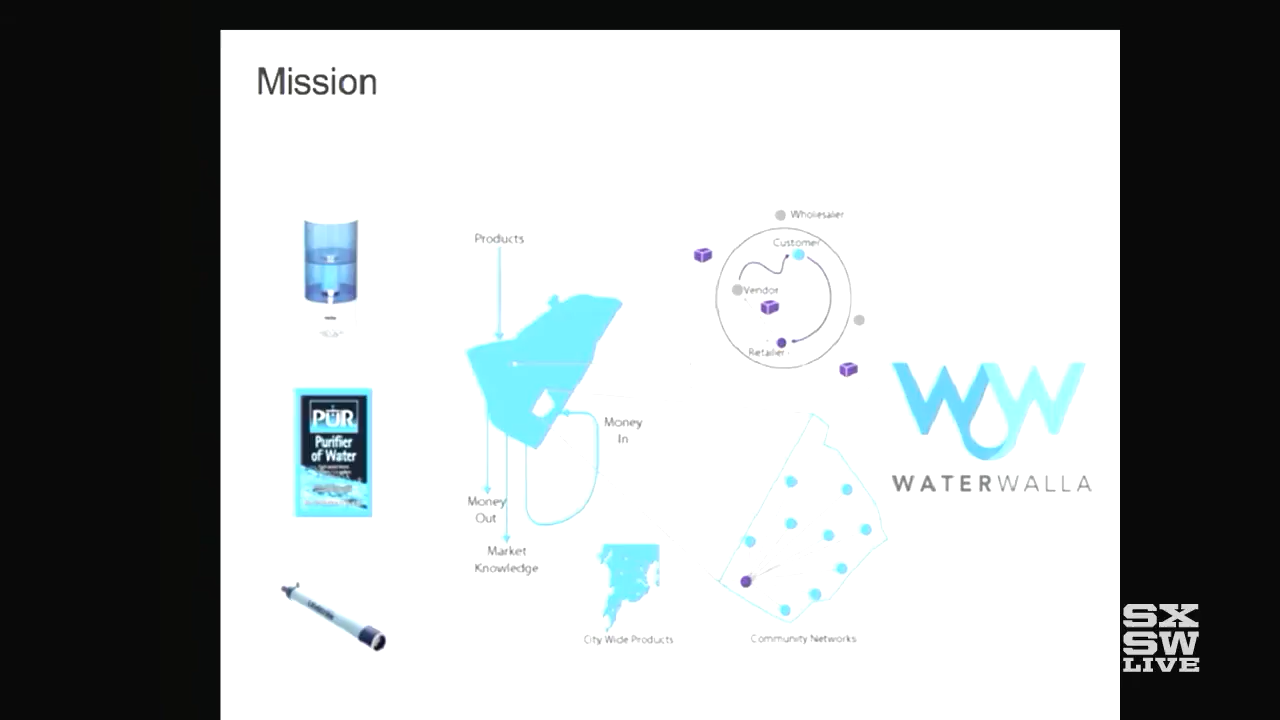 Mission
Products
Money
In
Money
Out
Market
Knowledge
City Wide Products
Wholesaler
Customer
Vendor
Retailer
Community Networks
PUR
Purifier
of Water
WATERWALLA
SX
SW
LIVE